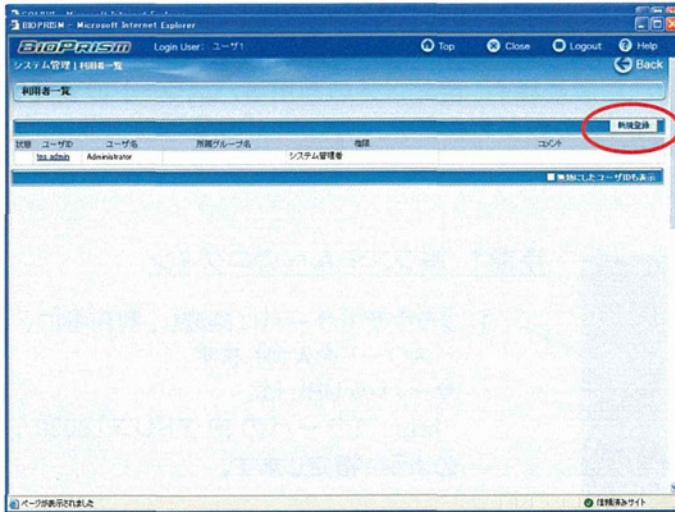 BIOPRISM - Microsoft Internet Explorer
BIOPRISM Login User: ユーザ1 Top Close Logout Help
システム管理 | 利用者一覧 Back
利用者一覧
新規登録
状態 ユーザID ユーザ名 所属グループ名 権限 コメント
Administrator システム管理者
無効にしたユーザIDも表示
ページが表示されました 信頼済みサイト